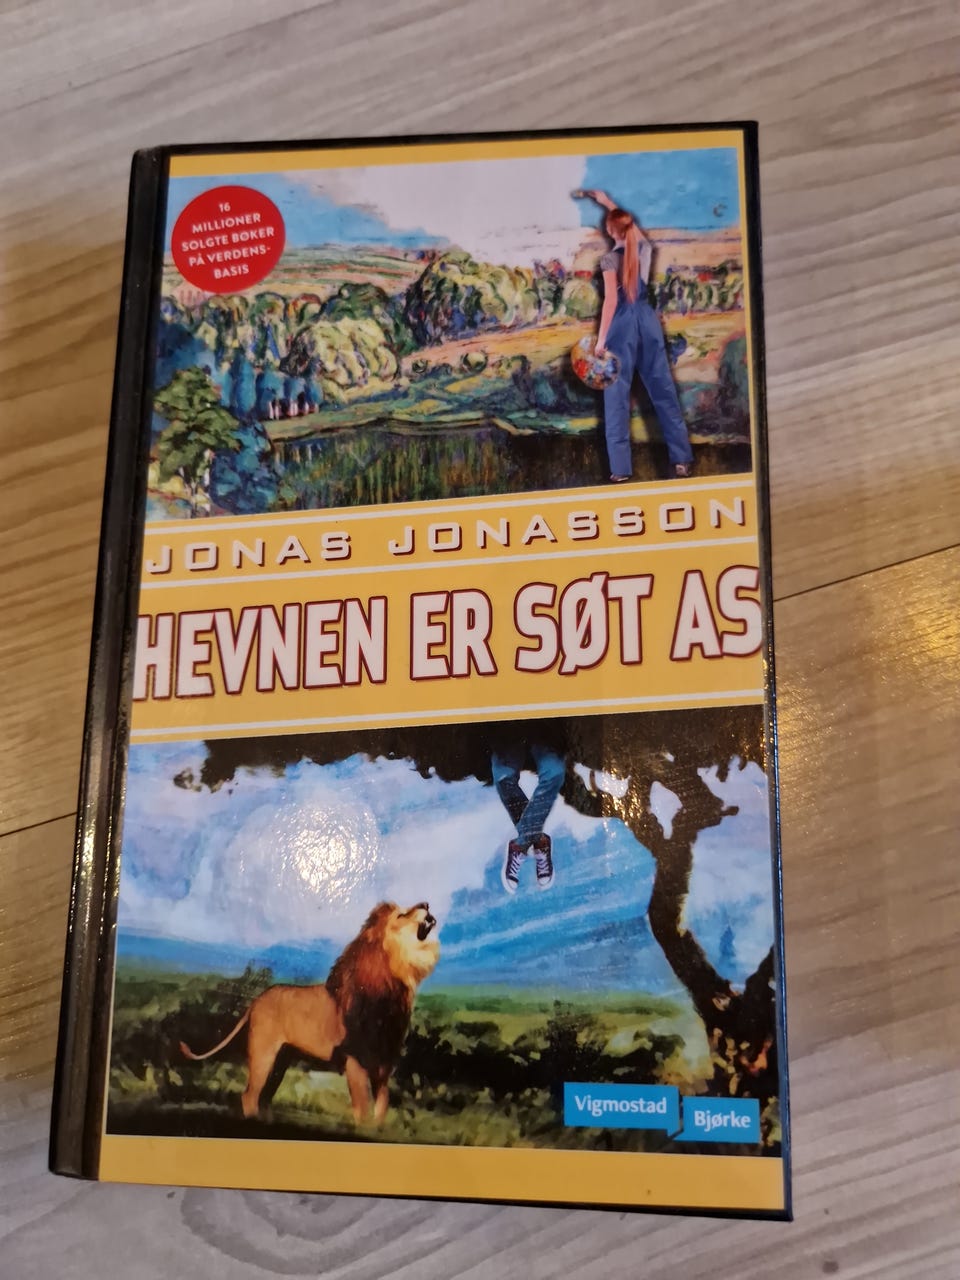 16
MILLIONER
SOLGTE BØKER
PÅ VERDENS-
BASIS
JONAS JONASSON
HEVNEN ER SØT AS
Vigmostad
Bjørke